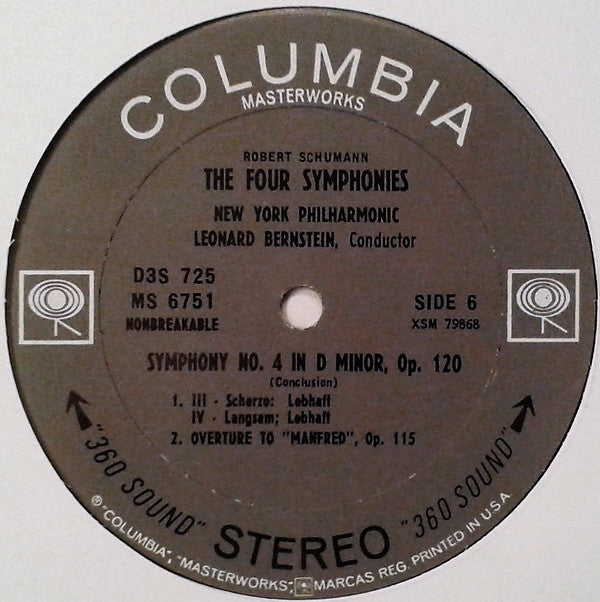 COLUMBIA
MASTERWORKS
ROBERT SCHUMANN
THE FOUR SYMPHONIES
NEW YORK PHILHARMONIC
LEONARD BERNSTEIN, Conductor
D3S 725
MS 6751
NONBREAKABLE
SIDE 6
XSM 79868
SYMPHONY NO. 4 IN D MINOR, Op. 120
(Conclusion)
1. III - Scherzo: Lebhaft
IV - Langsam; Lebhaft
2. OVERTURE TO "MANFRED", Op. 115
"360 SOUND" STEREO "360 SOUND"
® "COLUMBIA", "MASTERWORKS", MARCAS REG. PRINTED IN U.S.A.